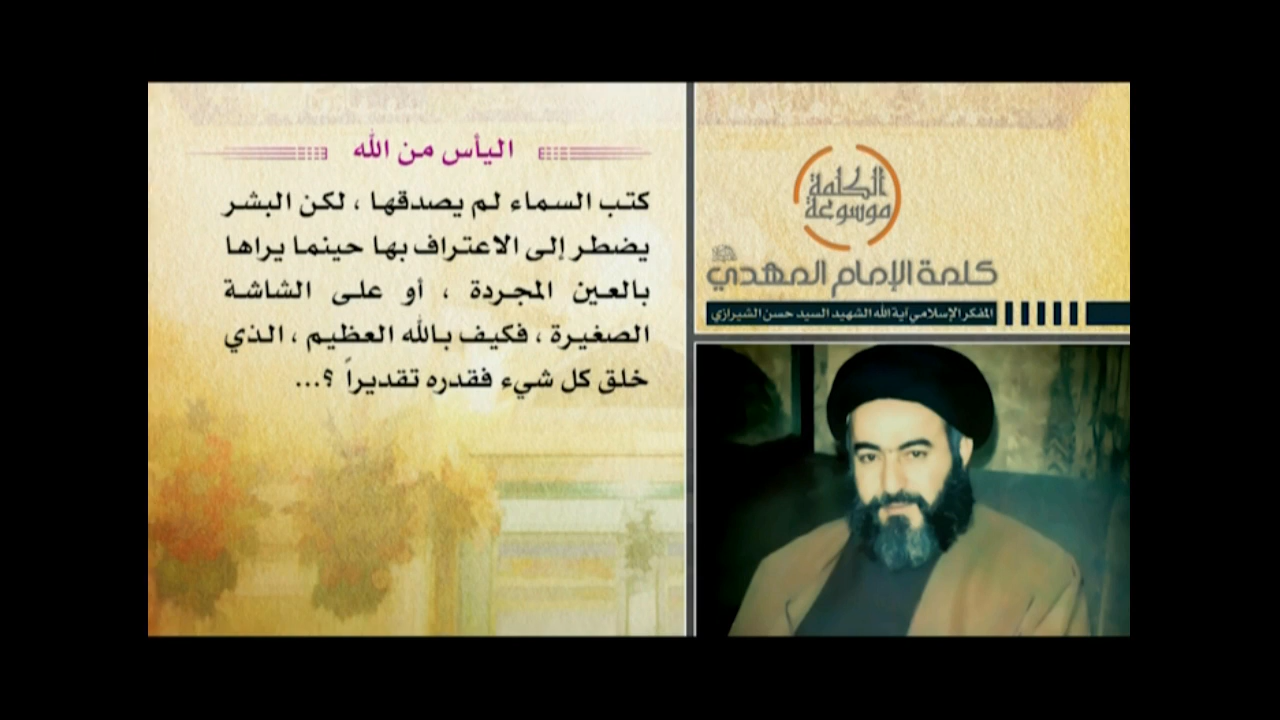 اليأس من الله
كتب السماء لم يصدقها ، لكن البشر
يضطر إلى الاعتراف بها حينما يراها
بالعين المجردة ، أو على الشاشة
الصغيرة ، فكيف بالله العظيم ، الذي
خلق كل شيء فقدره تقديراً ؟...
الكلمة
موسوعة
كلمة الإمام المهدي
المفكر الإسلامي آية الله الشهيد السيد حسن الشيرازي